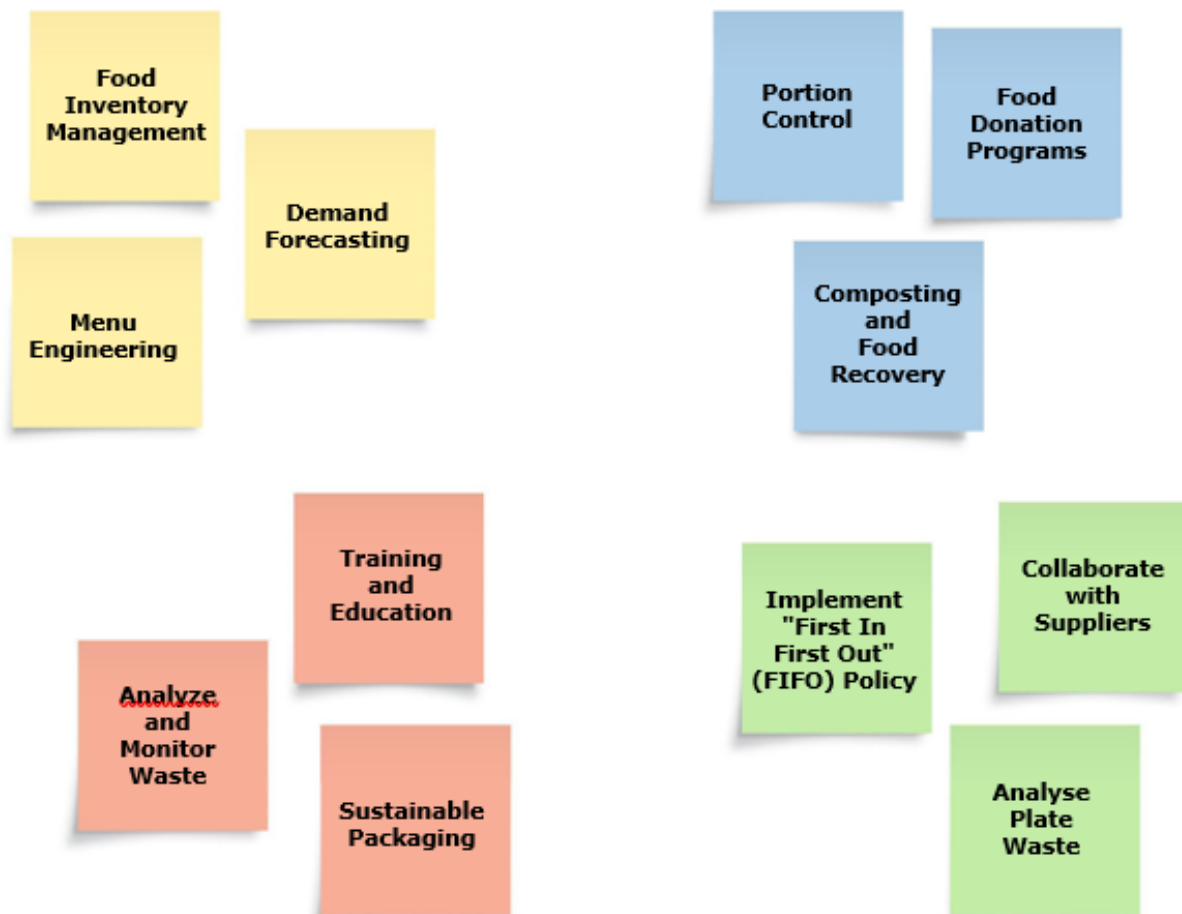 Food
Inventory
Management
Demand
Forecasting
Menu
Engineering
Portion
Control
Food
Donation
Programs
Composting
and
Food
Recovery
Training
and
Education
Analyze
and
Monitor
Waste
Sustainable
Packaging
Implement
"First In
First Out"
(FIFO) Policy
Collaborate
with
Suppliers
Analyse
Plate
Waste